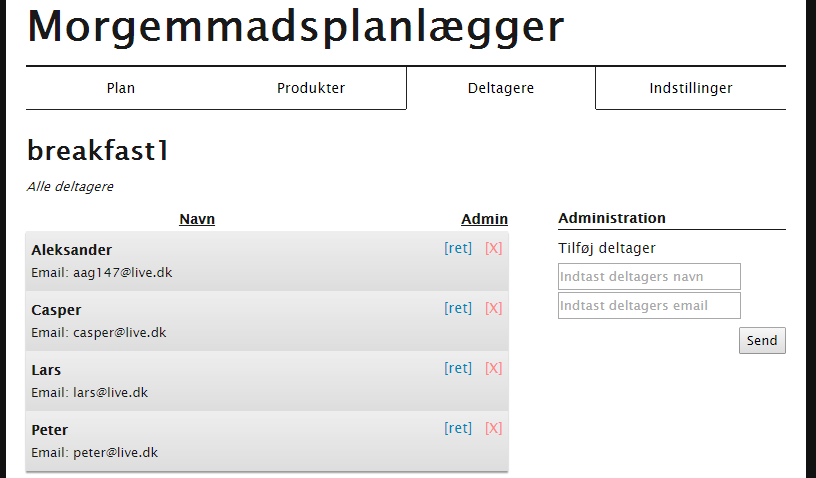 Morgemmadsplanlægger
Plan Produkter Deltagere Indstillinger
breakfast1
Alle deltagere
Navn Admin
Aleksander [ret] [X]
Email: aag147@live.dk
Casper [ret] [X]
Email: casper@live.dk
Lars [ret] [X]
Email: lars@live.dk
Peter [ret] [X]
Email: peter@live.dk
Administration
Tilføj deltager
Indtast deltagers navn
Indtast deltagers email
Send